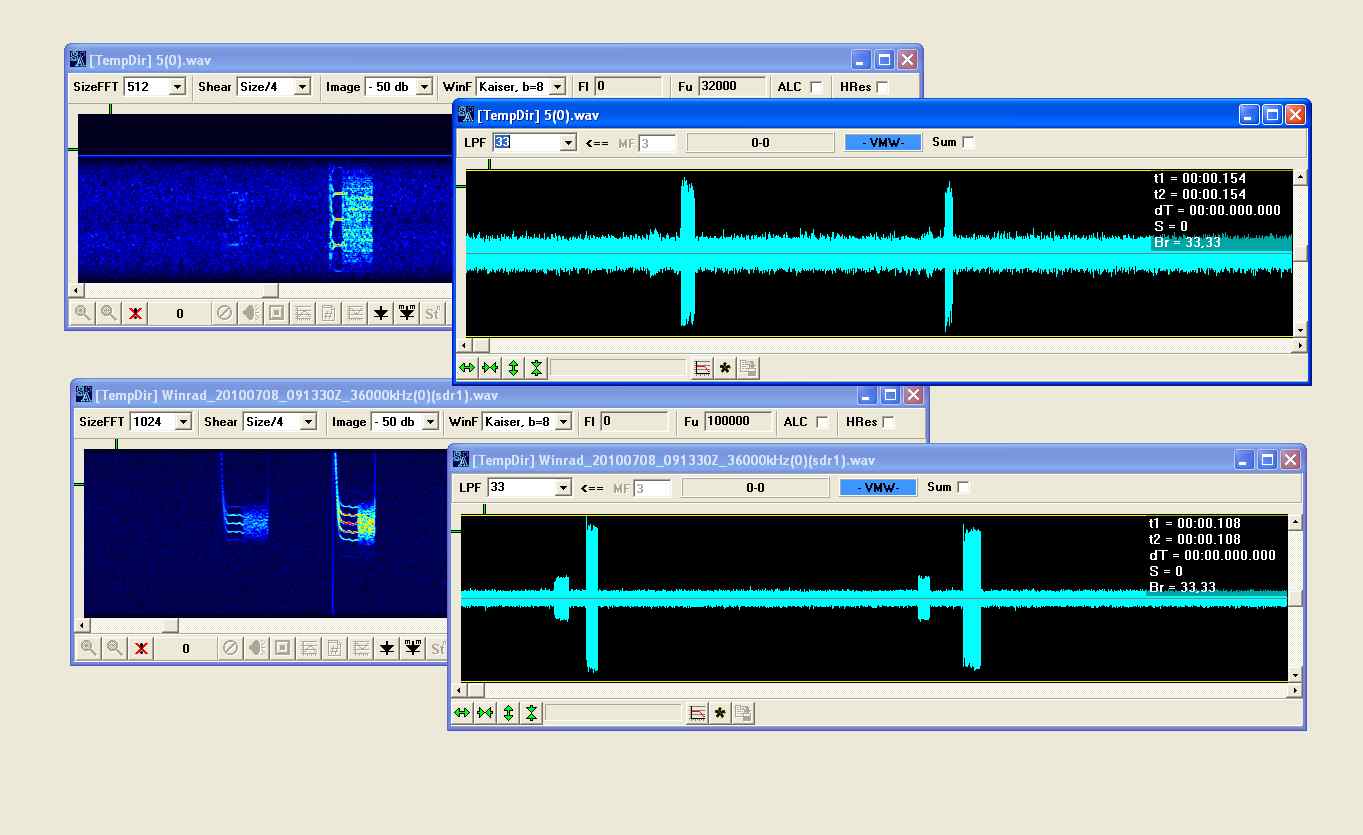 [TempDir] 5(0).wav
SizeFFT 512 Shear Size/4 Image - 50 db WinF Kaiser, b=8 Fl 0 Fu 32000 ALC HRes
0
[TempDir] 5(0).wav
LPF 33 <== MF 3 0-0 - VMW- Sum
t1 = 00:00.154
t2 = 00:00.154
dT = 00:00.000.000
S = 0
Br = 33,33
[TempDir] Winrad_20100708_091330Z_36000kHz(0)(sdr1).wav
SizeFFT 1024 Shear Size/4 Image - 50 db WinF Kaiser, b=8 Fl 0 Fu 100000 ALC HRes
0
[TempDir] Winrad_20100708_091330Z_36000kHz(0)(sdr1).wav
LPF 33 <== MF 3 0-0 - VMW- Sum
t1 = 00:00.108
t2 = 00:00.108
dT = 00:00.000.000
S = 0
Br = 33,33